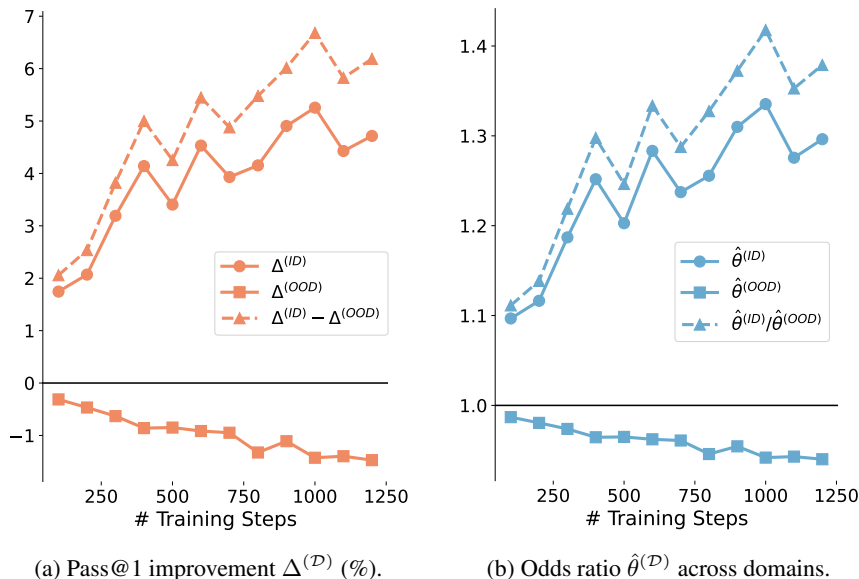 7
6
5
4
3
2
1
0
−1
250 500 750 1000 1250
# Training Steps
Δ^(ID)
Δ^(OOD)
Δ^(ID) − Δ^(OOD)
(a) Pass@1 improvement Δ^(𝒟) (%).
1.4
1.3
1.2
1.1
1.0
250 500 750 1000 1250
# Training Steps
θ̂^(ID)
θ̂^(OOD)
θ̂^(ID)/θ̂^(OOD)
(b) Odds ratio θ̂^(𝒟) across domains.